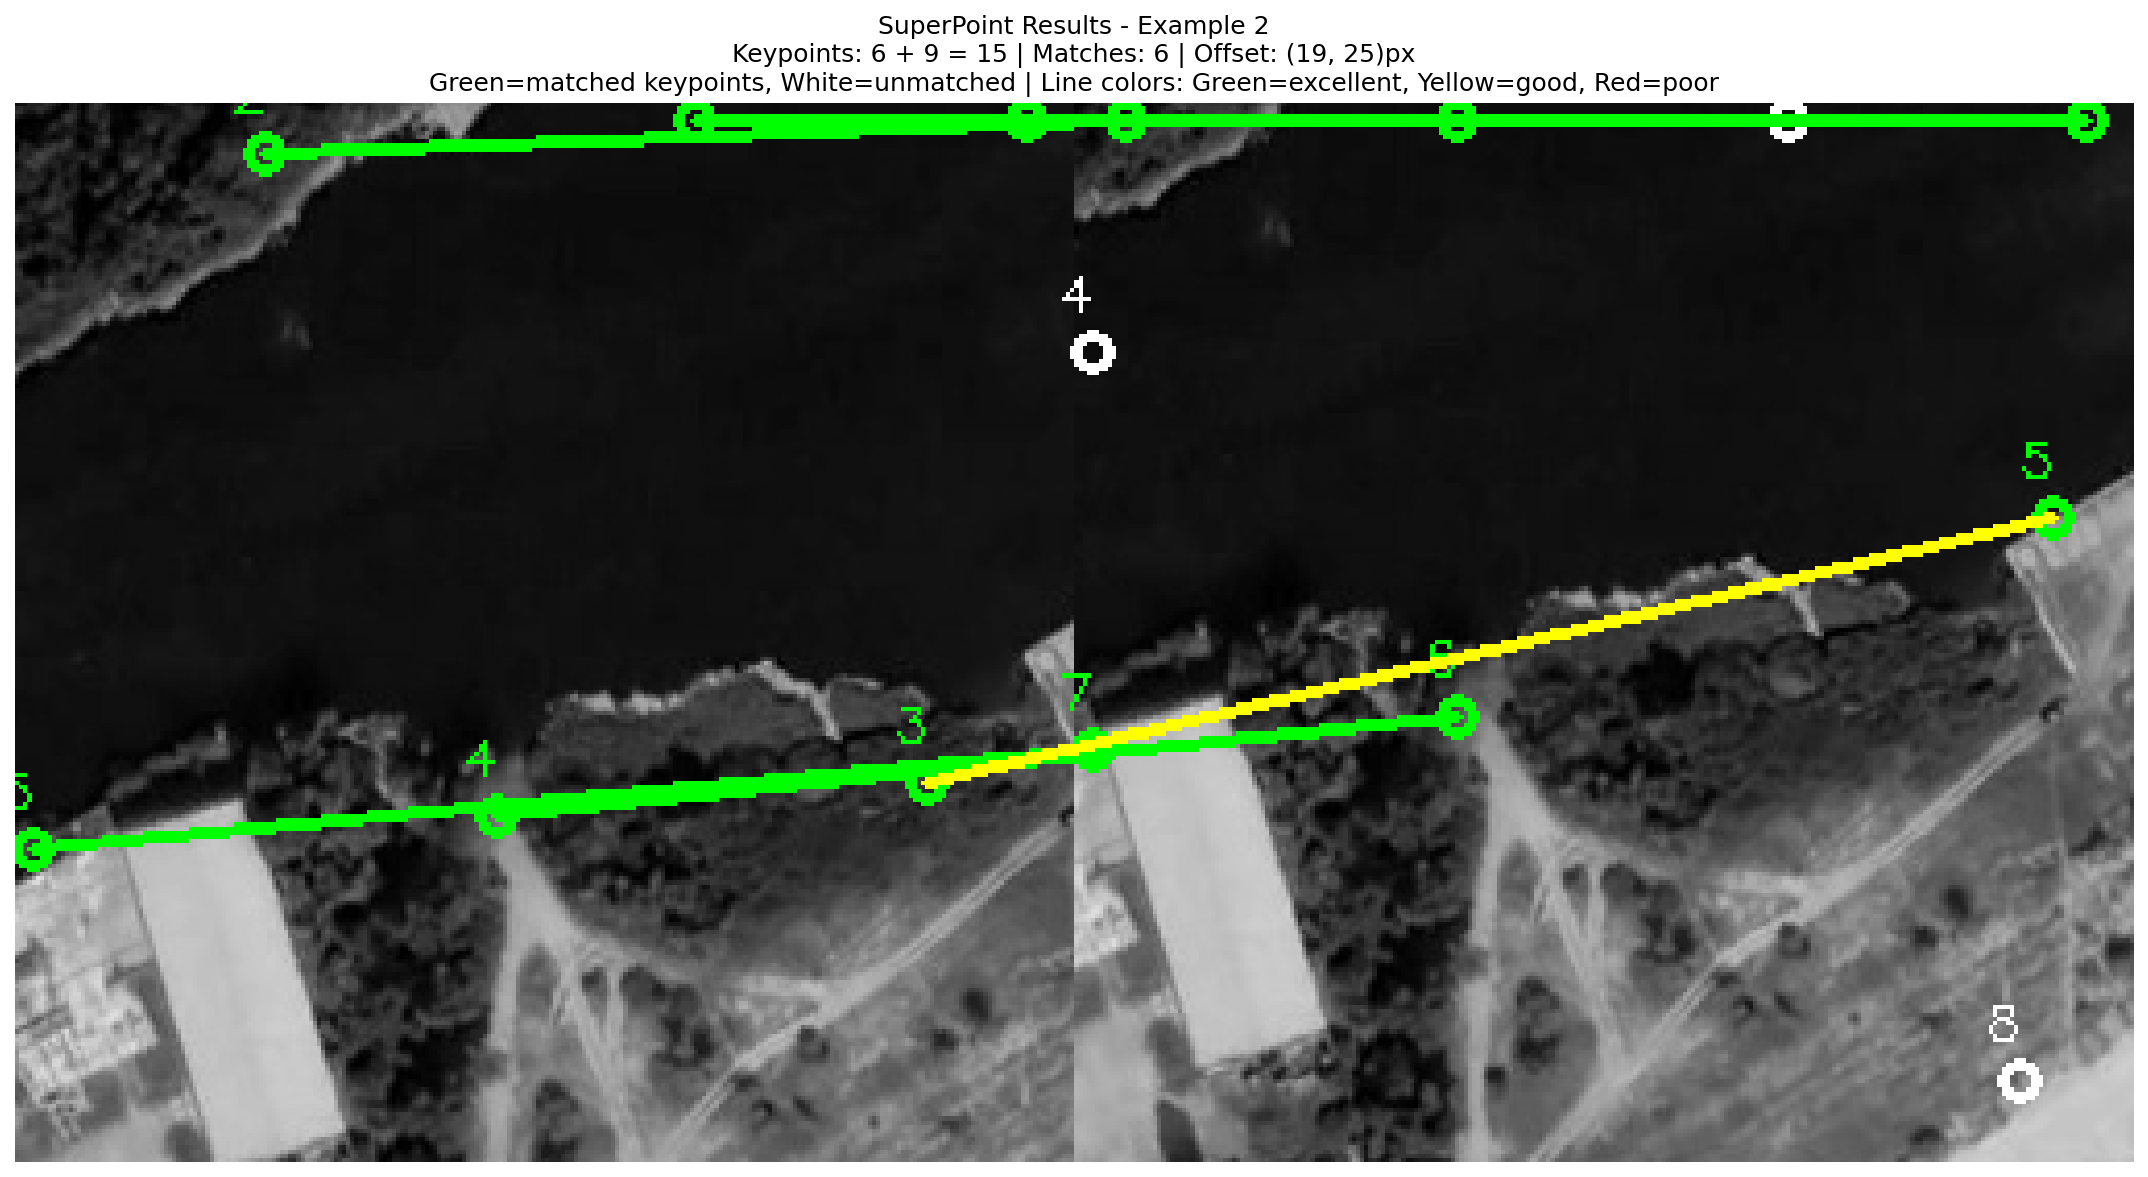 SuperPoint Results - Example 2
Keypoints: 6 + 9 = 15 | Matches: 6 | Offset: (19, 25)px
Green=matched keypoints, White=unmatched | Line colors: Green=excellent, Yellow=good, Red=poor
4
5
7
3
4
5
8